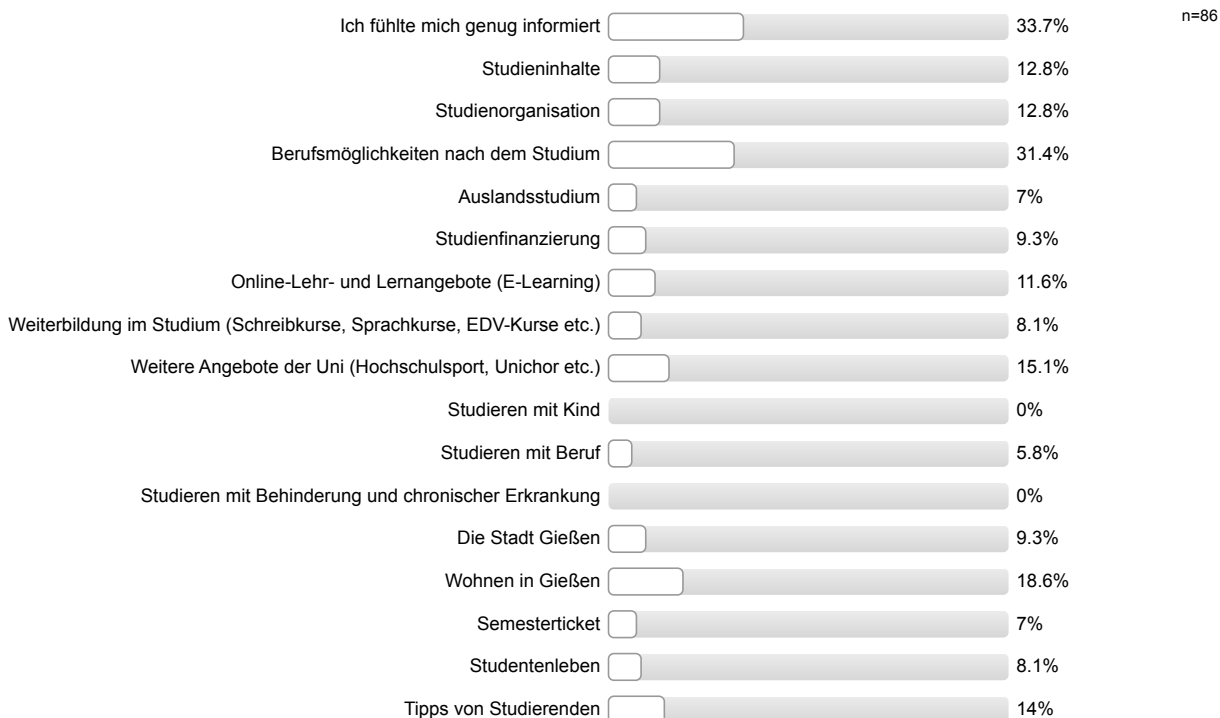 n=86
Ich fühlte mich genug informiert 33.7%
Studieninhalte 12.8%
Studienorganisation 12.8%
Berufsmöglichkeiten nach dem Studium 31.4%
Auslandsstudium 7%
Studienfinanzierung 9.3%
Online-Lehr- und Lernangebote (E-Learning) 11.6%
Weiterbildung im Studium (Schreibkurse, Sprachkurse, EDV-Kurse etc.) 8.1%
Weitere Angebote der Uni (Hochschulsport, Unichor etc.) 15.1%
Studieren mit Kind 0%
Studieren mit Beruf 5.8%
Studieren mit Behinderung und chronischer Erkrankung 0%
Die Stadt Gießen 9.3%
Wohnen in Gießen 18.6%
Semesterticket 7%
Studentenleben 8.1%
Tipps von Studierenden 14%